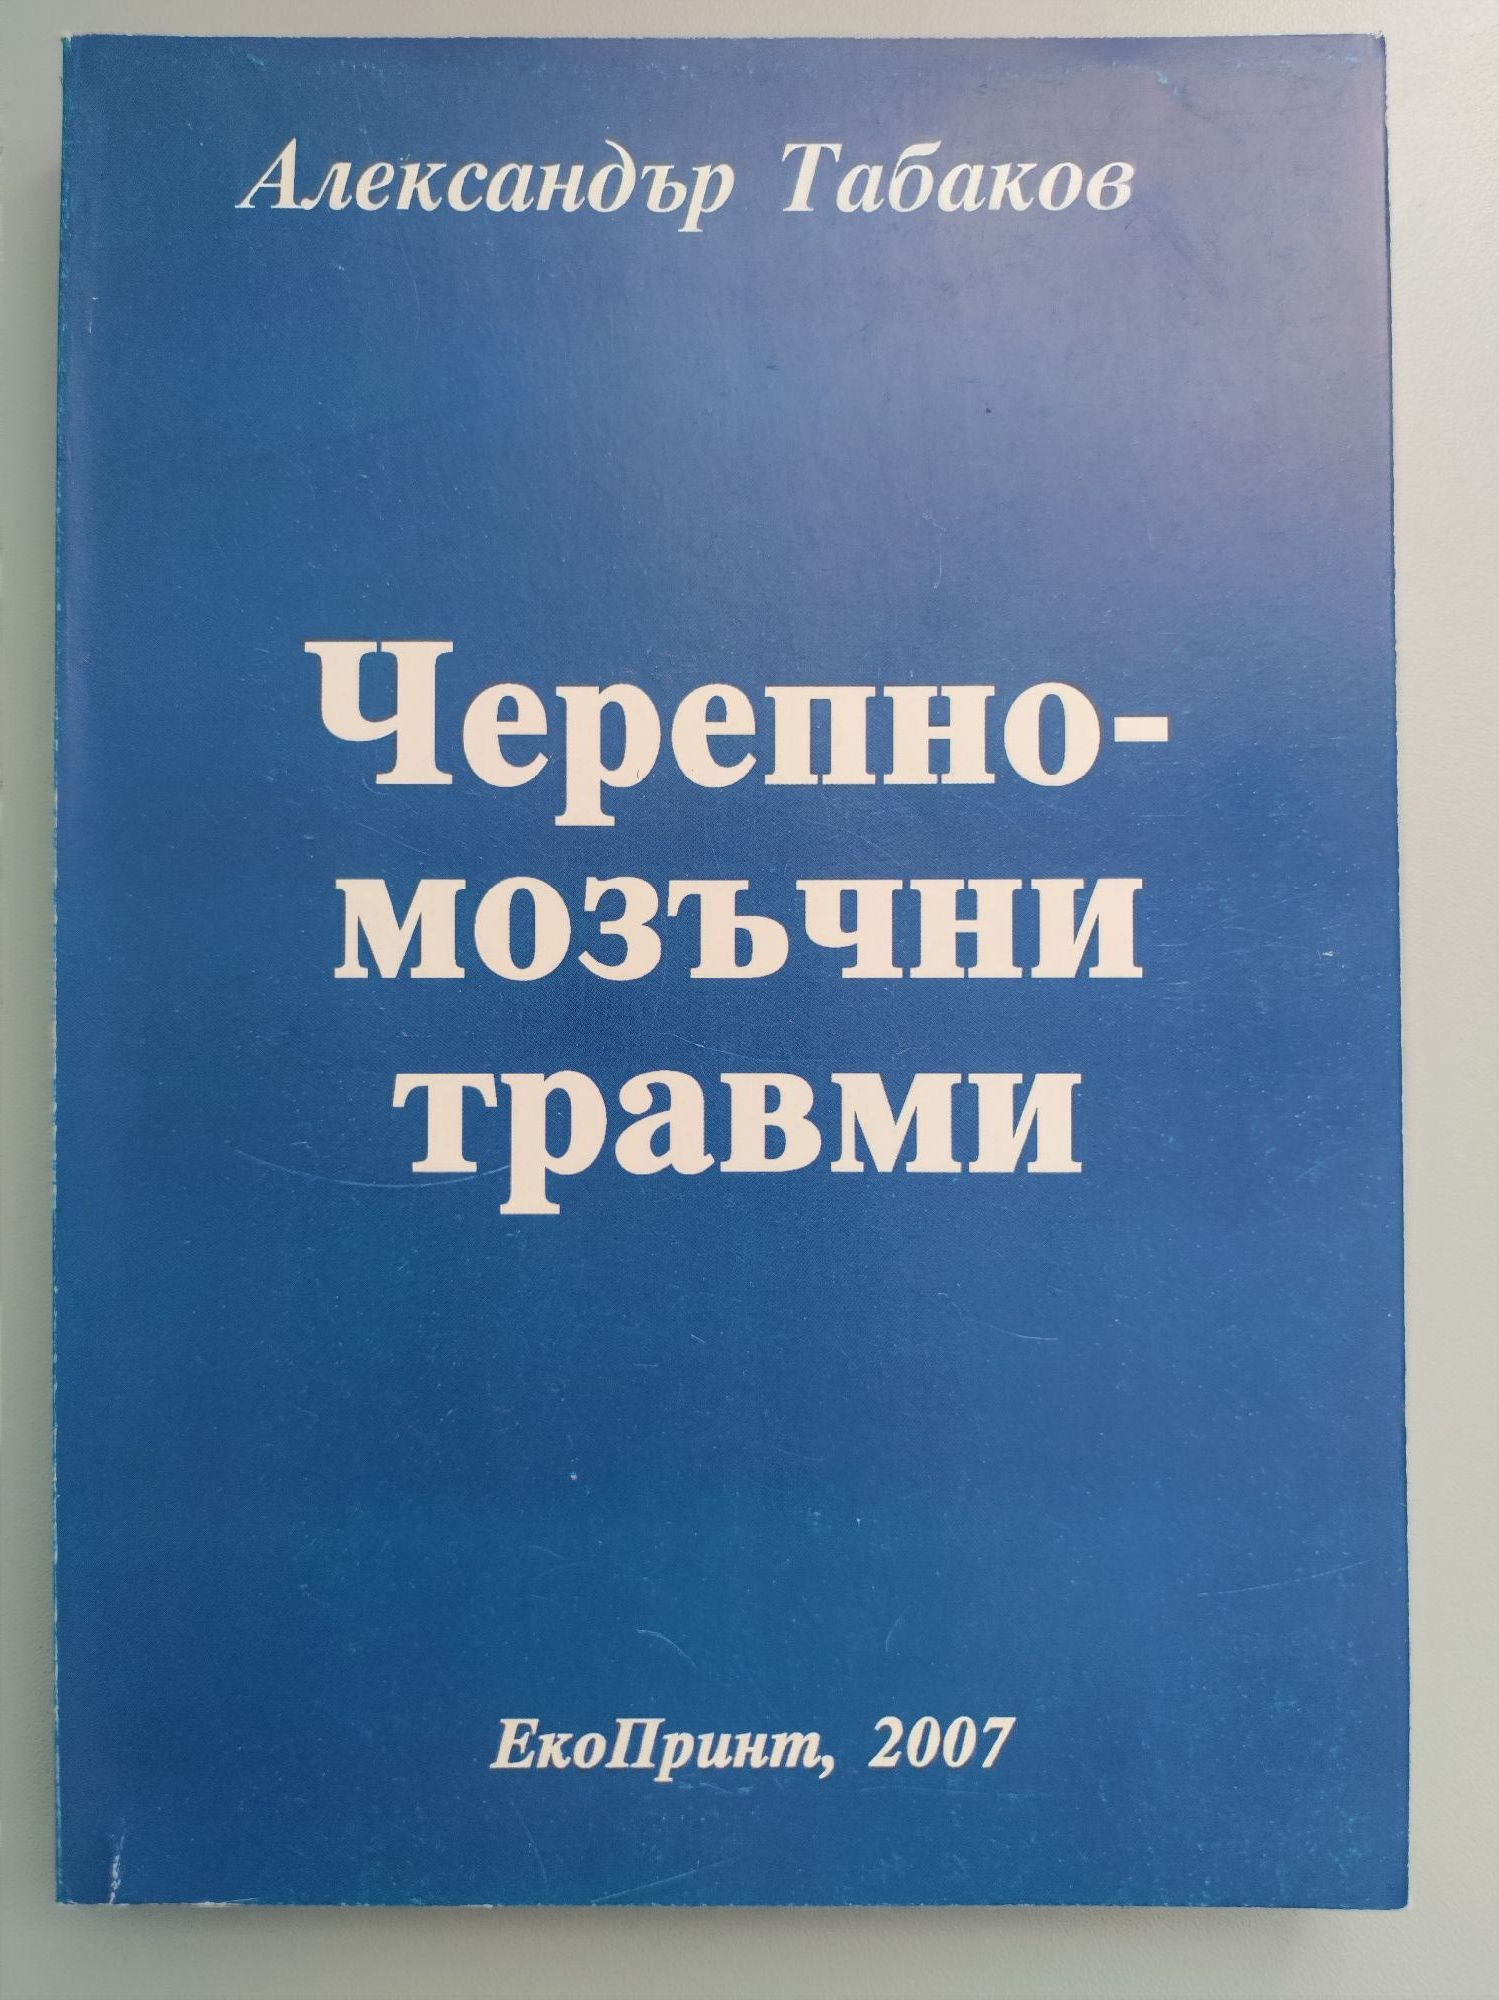 Александър Табаков
Черепно-
мозъчни
травми
ЕкоПринт, 2007